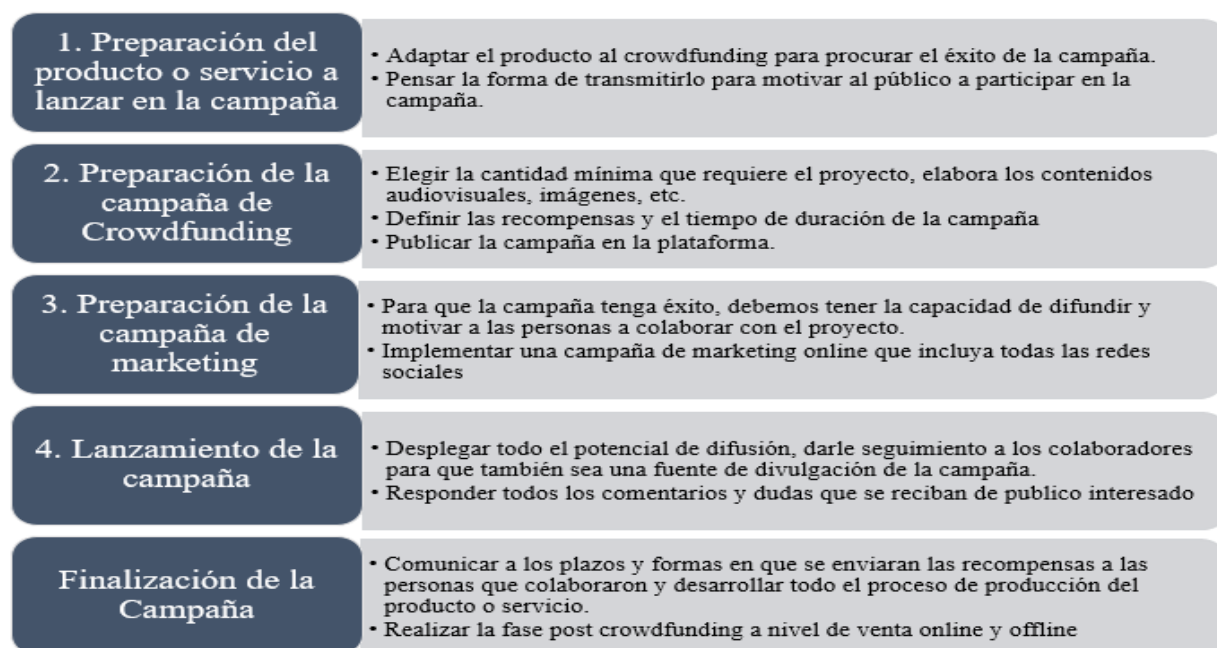 1. Preparación del
producto o servicio a
lanzar en la campaña
• Adaptar el producto al crowdfunding para procurar el éxito de la campaña.
• Pensar la forma de transmitirlo para motivar al público a participar en la
campaña.
2. Preparación de la
campaña de
Crowdfunding
• Elegir la cantidad mínima que requiere el proyecto, elabora los contenidos
audiovisuales, imágenes, etc.
• Definir las recompensas y el tiempo de duración de la campaña
• Publicar la campaña en la plataforma.
3. Preparación de la
campaña de
marketing
• Para que la campaña tenga éxito, debemos tener la capacidad de difundir y
motivar a las personas a colaborar con el proyecto.
• Implementar una campaña de marketing online que incluya todas las redes
sociales
4. Lanzamiento de la
campaña
• Desplegar todo el potencial de difusión, darle seguimiento a los colaboradores
para que también sea una fuente de divulgación de la campaña.
• Responder todos los comentarios y dudas que se reciban de publico interesado
Finalización de la
Campaña
• Comunicar a los plazos y formas en que se enviaran las recompensas a las
personas que colaboraron y desarrollar todo el proceso de producción del
producto o servicio.
• Realizar la fase post crowdfunding a nivel de venta online y offline